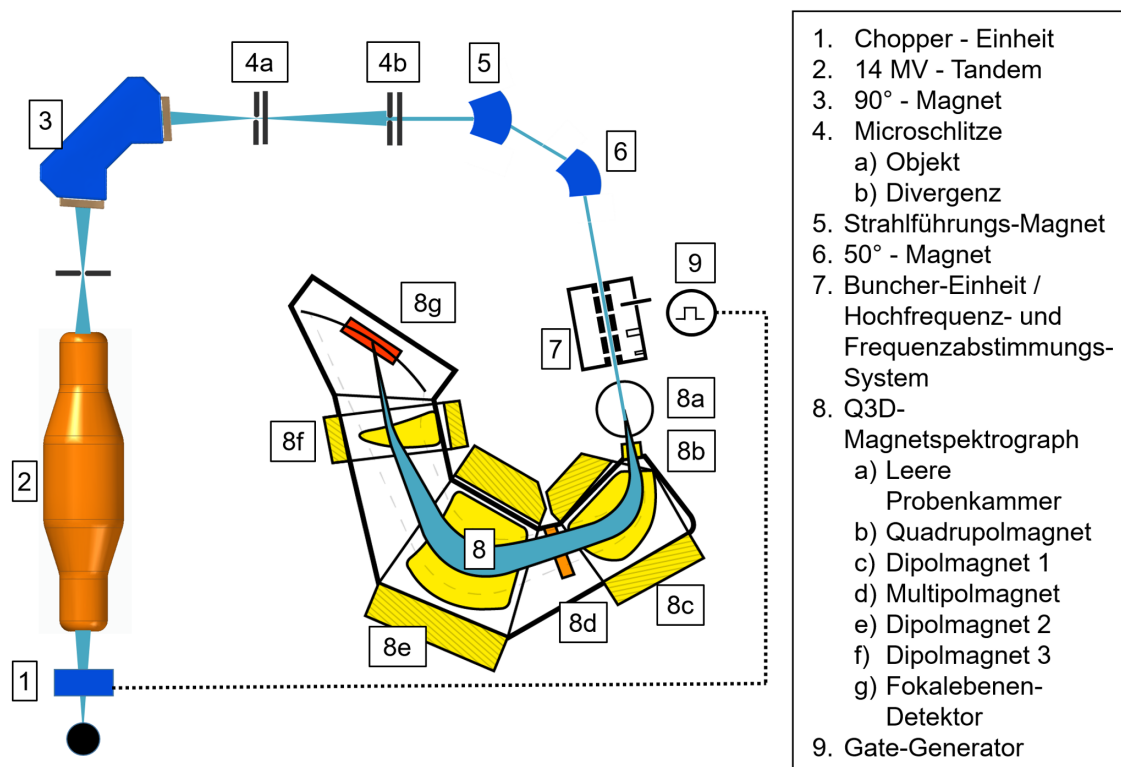 4a
4b
5
3
6
9
8g
7
8a
8f
8b
2
8
8c
8d
8e
1
1. Chopper - Einheit
2. 14 MV - Tandem
3. 90° - Magnet
4. Microschlitze
a) Objekt
b) Divergenz
5. Strahlführungs-Magnet
6. 50° - Magnet
7. Buncher-Einheit /
Hochfrequenz- und
Frequenzabstimmungs-
System
8. Q3D-
Magnetspektrograph
a) Leere
Probenkammer
b) Quadrupolmagnet
c) Dipolmagnet 1
d) Multipolmagnet
e) Dipolmagnet 2
f) Dipolmagnet 3
g) Fokalebenen-
Detektor
9. Gate-Generator